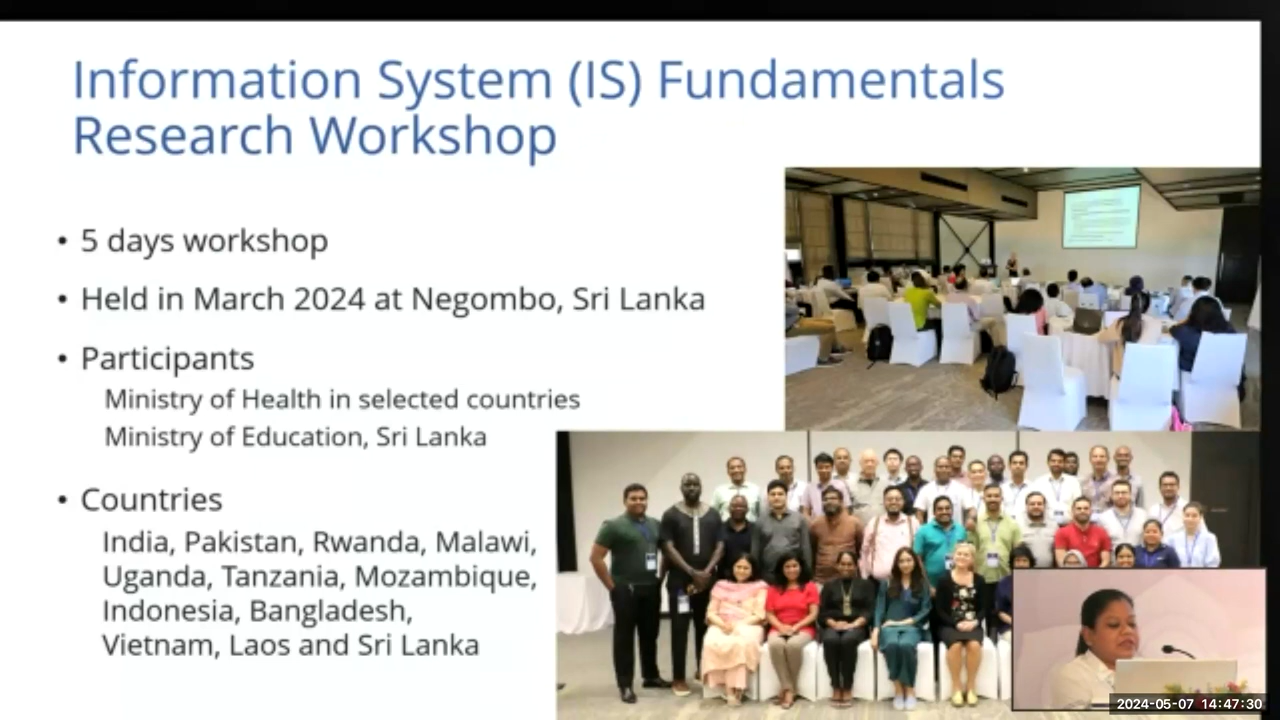 Information System (IS) Fundamentals
Research Workshop
• 5 days workshop
• Held in March 2024 at Negombo, Sri Lanka
• Participants
Ministry of Health in selected countries
Ministry of Education, Sri Lanka
• Countries
India, Pakistan, Rwanda, Malawi,
Uganda, Tanzania, Mozambique,
Indonesia, Bangladesh,
Vietnam, Laos and Sri Lanka
2024-05-07 14:47:30